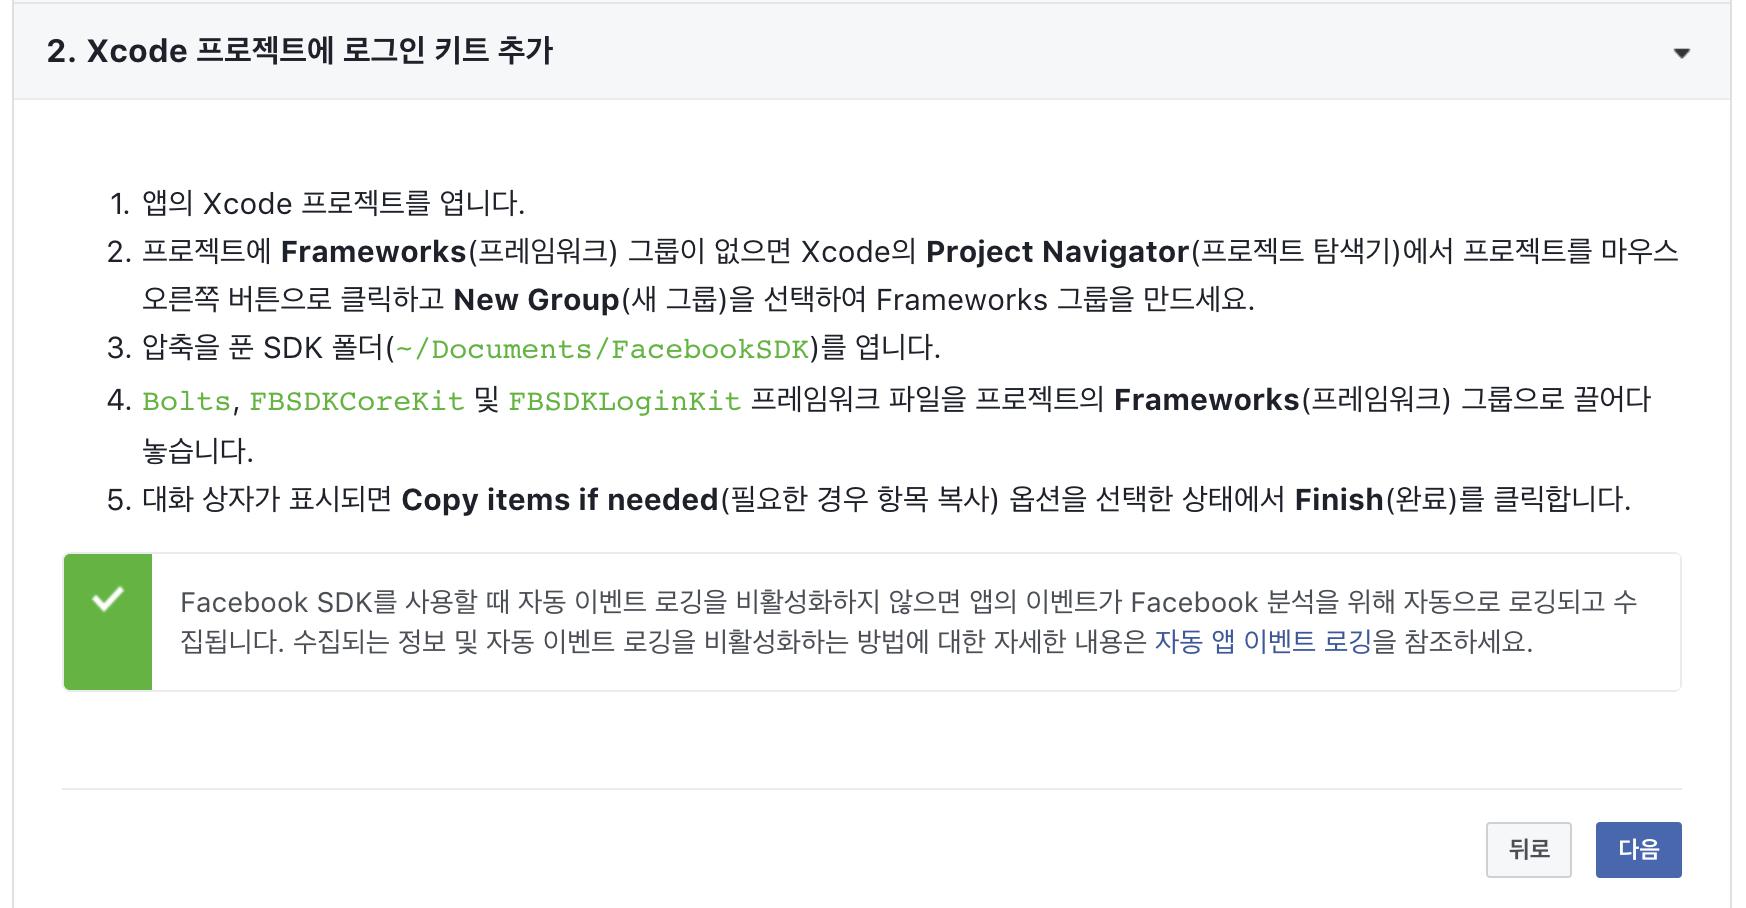 2. Xcode 프로젝트에 로그인 키트 추가
1. 앱의 Xcode 프로젝트를 엽니다.
2. 프로젝트에 Frameworks(프레임워크) 그룹이 없으면 Xcode의 Project Navigator(프로젝트 탐색기)에서 프로젝트를 마우스
오른쪽 버튼으로 클릭하고 New Group(새 그룹)을 선택하여 Frameworks 그룹을 만드세요.
3. 압축을 푼 SDK 폴더(~/Documents/FacebookSDK)를 엽니다.
4. Bolts, FBSDKCoreKit 및 FBSDKLoginKit 프레임워크 파일을 프로젝트의 Frameworks(프레임워크) 그룹으로 끌어다
놓습니다.
5. 대화 상자가 표시되면 Copy items if needed(필요한 경우 항목 복사) 옵션을 선택한 상태에서 Finish(완료)를 클릭합니다.
Facebook SDK를 사용할 때 자동 이벤트 로깅을 비활성화하지 않으면 앱의 이벤트가 Facebook 분석을 위해 자동으로 로깅되고 수
집됩니다. 수집되는 정보 및 자동 이벤트 로깅을 비활성화하는 방법에 대한 자세한 내용은 자동 앱 이벤트 로깅을 참조하세요.
뒤로 다음